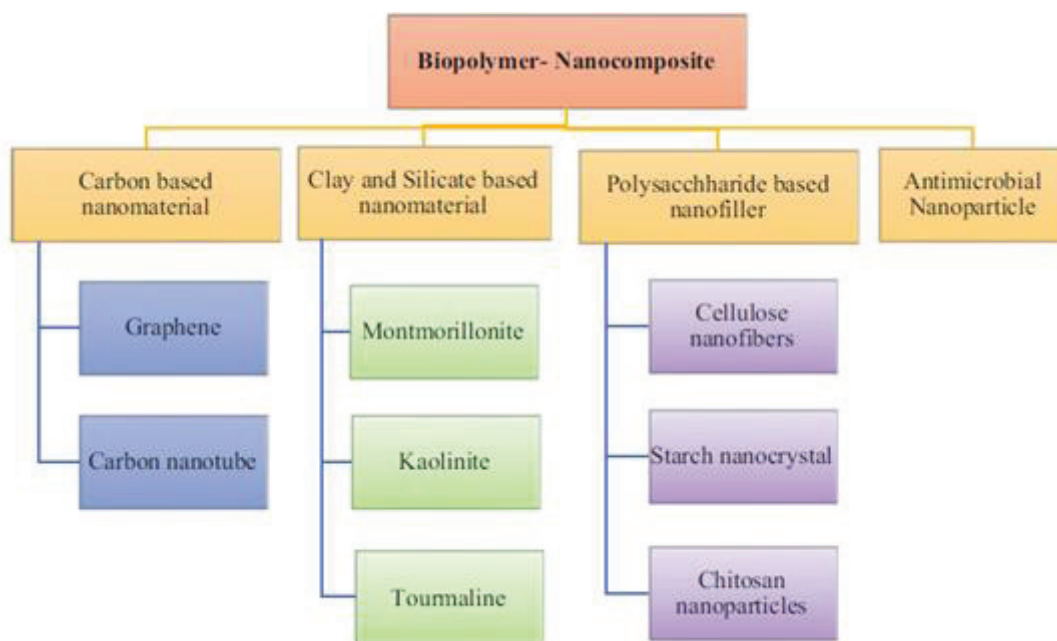 Biopolymer- Nanocomposite
Carbon based
nanomaterial
Clay and Silicate based
nanomaterial
Polysacchharide based
nanofiller
Antimicrobial
Nanoparticle
Graphene
Carbon nanotube
Montmorillonite
Kaolinite
Tourmaline
Cellulose
nanofibers
Starch nanocrystal
Chitosan
nanoparticles